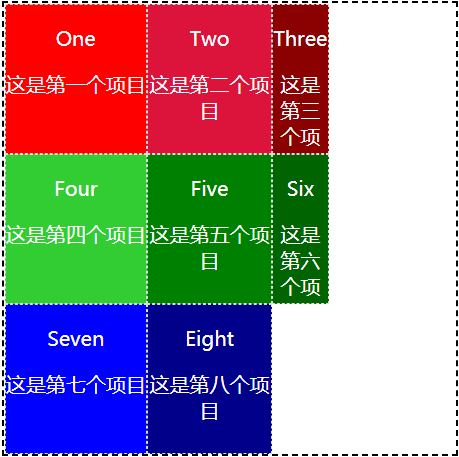 One
Two
Three
这是第一个项目
这是第二个项
目
这是
第三
个项
Four
Five
Six
这是第四个项目
这是第五个项
目
这是
第六
个项
Seven
Eight
这是第七个项目
这是第八个项
目